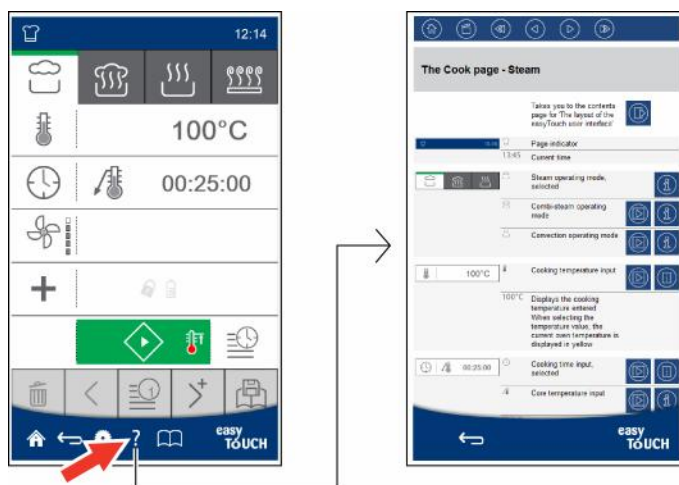 12:14
100°C
00:25:00
+
1
?
easy
TOUCH
The Cook page - Steam
Takes you to the contents
page for 'The layout of the
easyTouch user interface'
Page indicator
13:45 Current time
Steam operating mode,
selected
Combi-steam operating
mode
Convection operating mode
100°C
Cooking temperature input
100°C Displays the cooking
temperature entered
When selecting the
temperature value, the
current oven temperature is
displayed in yellow
00:25:00
Cooking time input,
selected
Core temperature input
easy
TOUCH